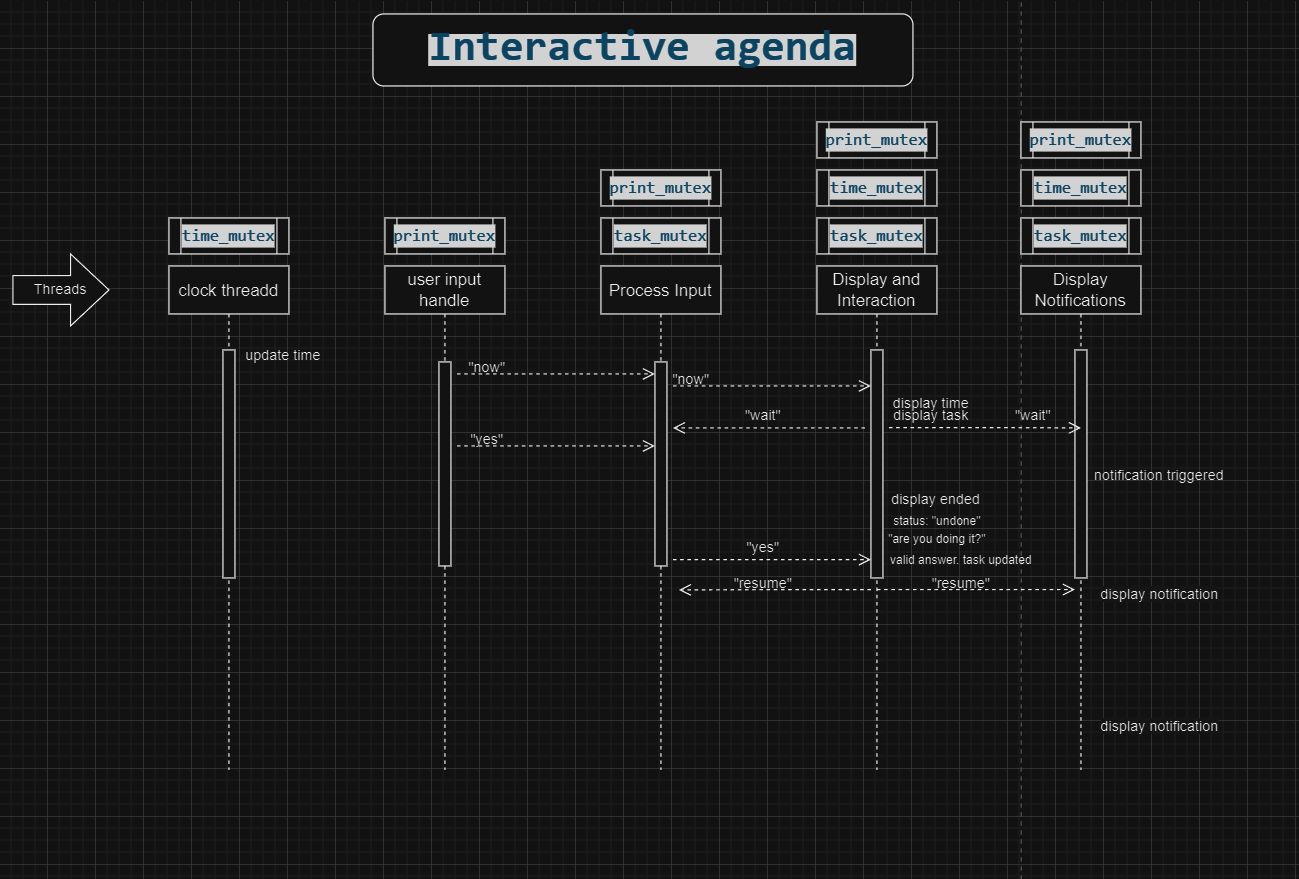 Interactive agenda
print_mutex
print_mutex
print_mutex
time_mutex
time_mutex
time_mutex
print_mutex
task_mutex
task_mutex
task_mutex
Threads
clock threadd
user input
handle
Process Input
Display and
Interaction
Display
Notifications
update time
"now"
"now"
display time
display task
"wait"
"wait"
"yes"
notification triggered
display ended
status: "undone"
"are you doing it?"
"yes"
valid answer. task updated
"resume"
"resume"
display notification
display notification